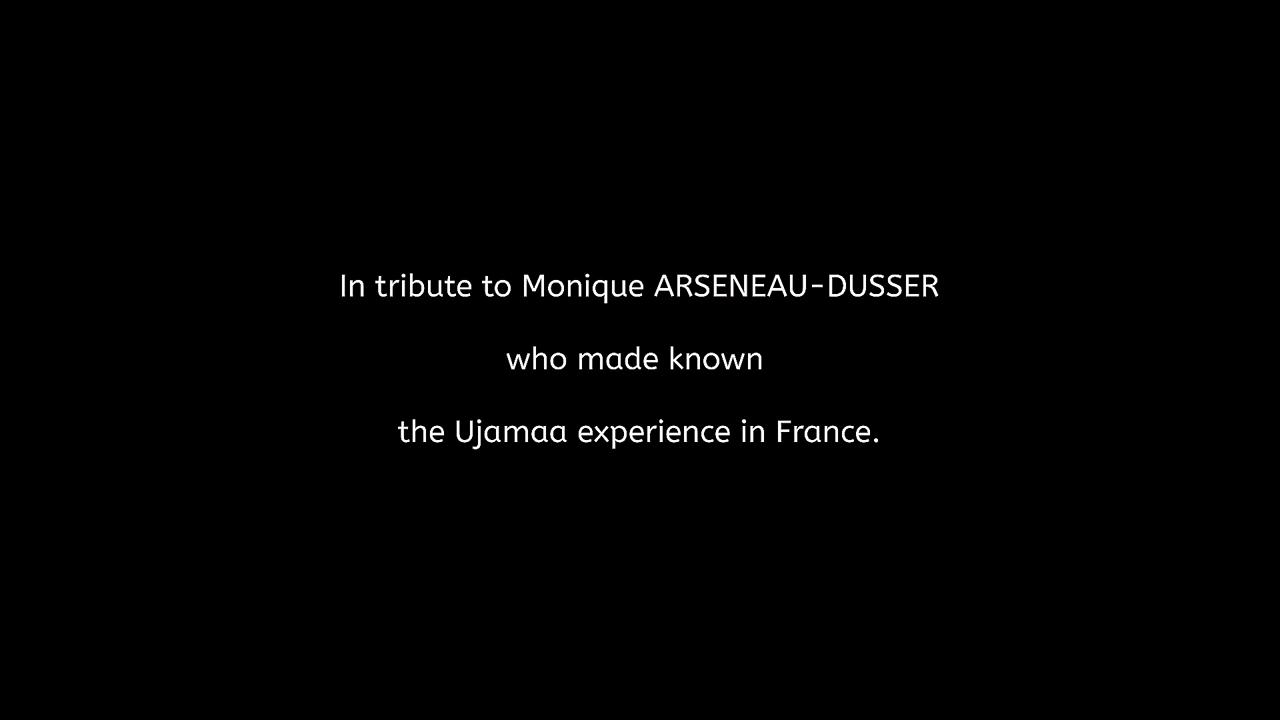 In tribute to Monique ARSENEAU-DUSSER
who made known
the Ujamaa experience in France.